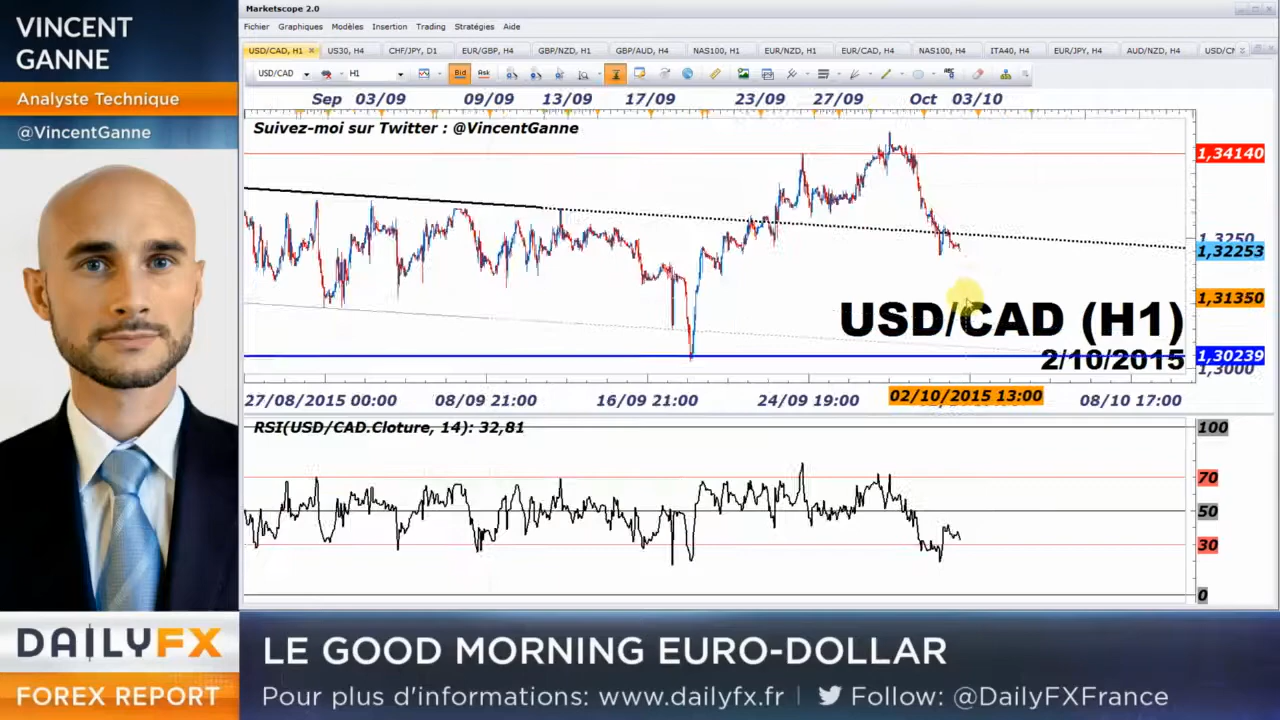 VINCENT
GANNE
Analyste Technique
@VincentGanne
Marketscope 2.0
Fichier Graphiques Modèles Insertion Trading Stratégies Aide
USD/CAD, H1 US30, H4 CHF/JPY, D1 EUR/GBP, H4 GBP/NZD, H1 GBP/AUD, H4 NAS100, H1 EUR/NZD, H1 EUR/CAD, H4 NAS100, H4 ITA40, H4 EUR/JPY, H4 AUD/NZD, H4 USD/CN
USD/CAD H1 Bid Ask ABC
Sep 03/09 09/09 13/09 17/09 23/09 27/09 Oct 03/10
Suivez-moi sur Twitter : @VincentGanne
1,34140
1,3250
1,32253
1,31350
USD/CAD (H1)
2/10/2015
1,30239
1,3000
27/08/2015 00:00 08/09 21:00 16/09 21:00 24/09 19:00 02/10/2015 13:00 08/10 17:00
RSI(USD/CAD.Cloture, 14): 32,81
100
70
50
30
0
DAILYFX
FOREX REPORT
LE GOOD MORNING EURO-DOLLAR
Pour plus d'informations: www.dailyfx.fr | Follow: @DailyFXFrance